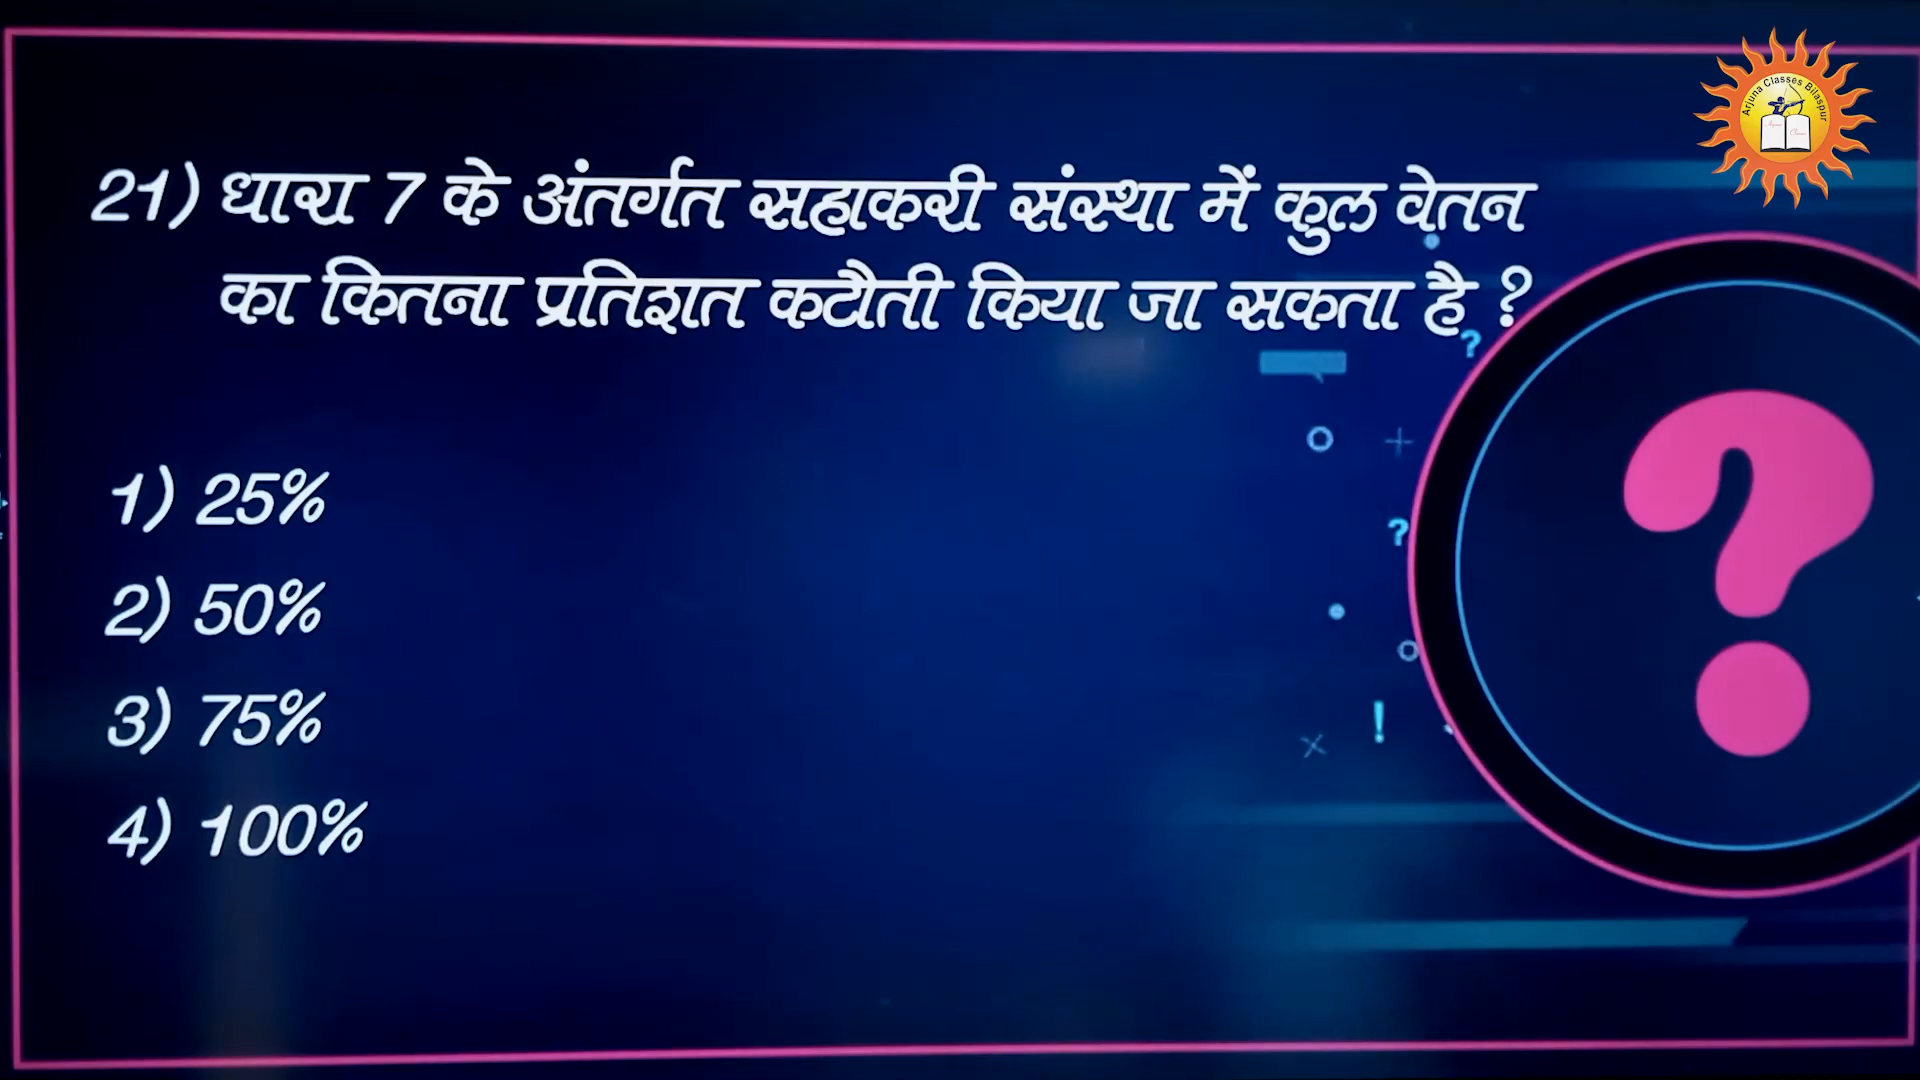 Arjuna Classes Bilaspur
21) धारा 7 के अंतर्गत सहाकरी संस्था में कुल वेतन
का कितना प्रतिशत कटौती किया जा सकता है ?
1) 25%
2) 50%
3) 75%
4) 100%